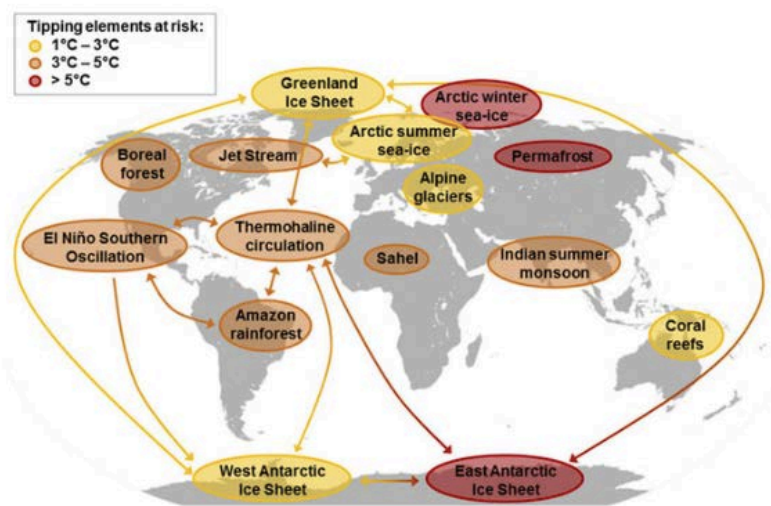 Tipping elements at risk:
1°C – 3°C
3°C – 5°C
> 5°C
Greenland
Ice Sheet
Arctic winter
sea-ice
Arctic summer
sea-ice
Boreal
forest
Jet Stream
Permafrost
Alpine
glaciers
El Niño Southern
Oscillation
Thermohaline
circulation
Sahel
Indian summer
monsoon
Amazon
rainforest
Coral
reefs
West Antarctic
Ice Sheet
East Antarctic
Ice Sheet